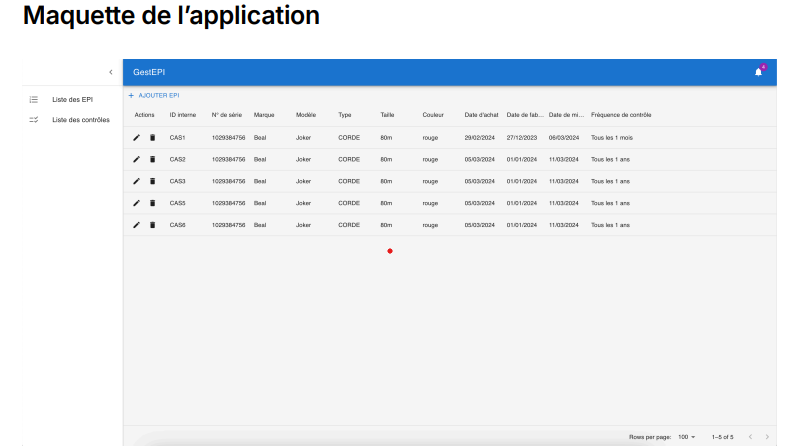 Maquette de l'application
GestEPI
4
Liste des EPI
Liste des contrôles
AJOUTER EPI
Actions ID interne N° de série Marque Modèle Type Taille Couleur Date d'achat Date de fab... Date de mi... Fréquence de contrôle
CAS1 1029384756 Beal Joker CORDE 80m rouge 29/02/2024 27/12/2023 06/03/2024 Tous les 1 mois
CAS2 1029384756 Beal Joker CORDE 80m rouge 05/03/2024 01/01/2024 11/03/2024 Tous les 1 ans
CAS3 1029384756 Beal Joker CORDE 80m rouge 05/03/2024 01/01/2024 11/03/2024 Tous les 1 ans
CAS5 1029384756 Beal Joker CORDE 80m rouge 05/03/2024 01/01/2024 11/03/2024 Tous les 1 ans
CAS6 1029384756 Beal Joker CORDE 80m rouge 05/03/2024 01/01/2024 11/03/2024 Tous les 1 ans
Rows per page: 100 1–5 of 5